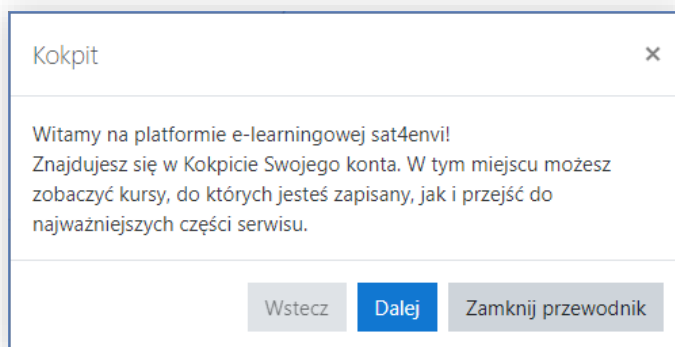 Kokpit ×
Witamy na platformie e-learningowej sat4envi!
Znajdujesz się w Kokpicie Swojego konta. W tym miejscu możesz
zobaczyć kursy, do których jesteś zapisany, jak i przejść do
najważniejszych części serwisu.
Wstecz Dalej Zamknij przewodnik